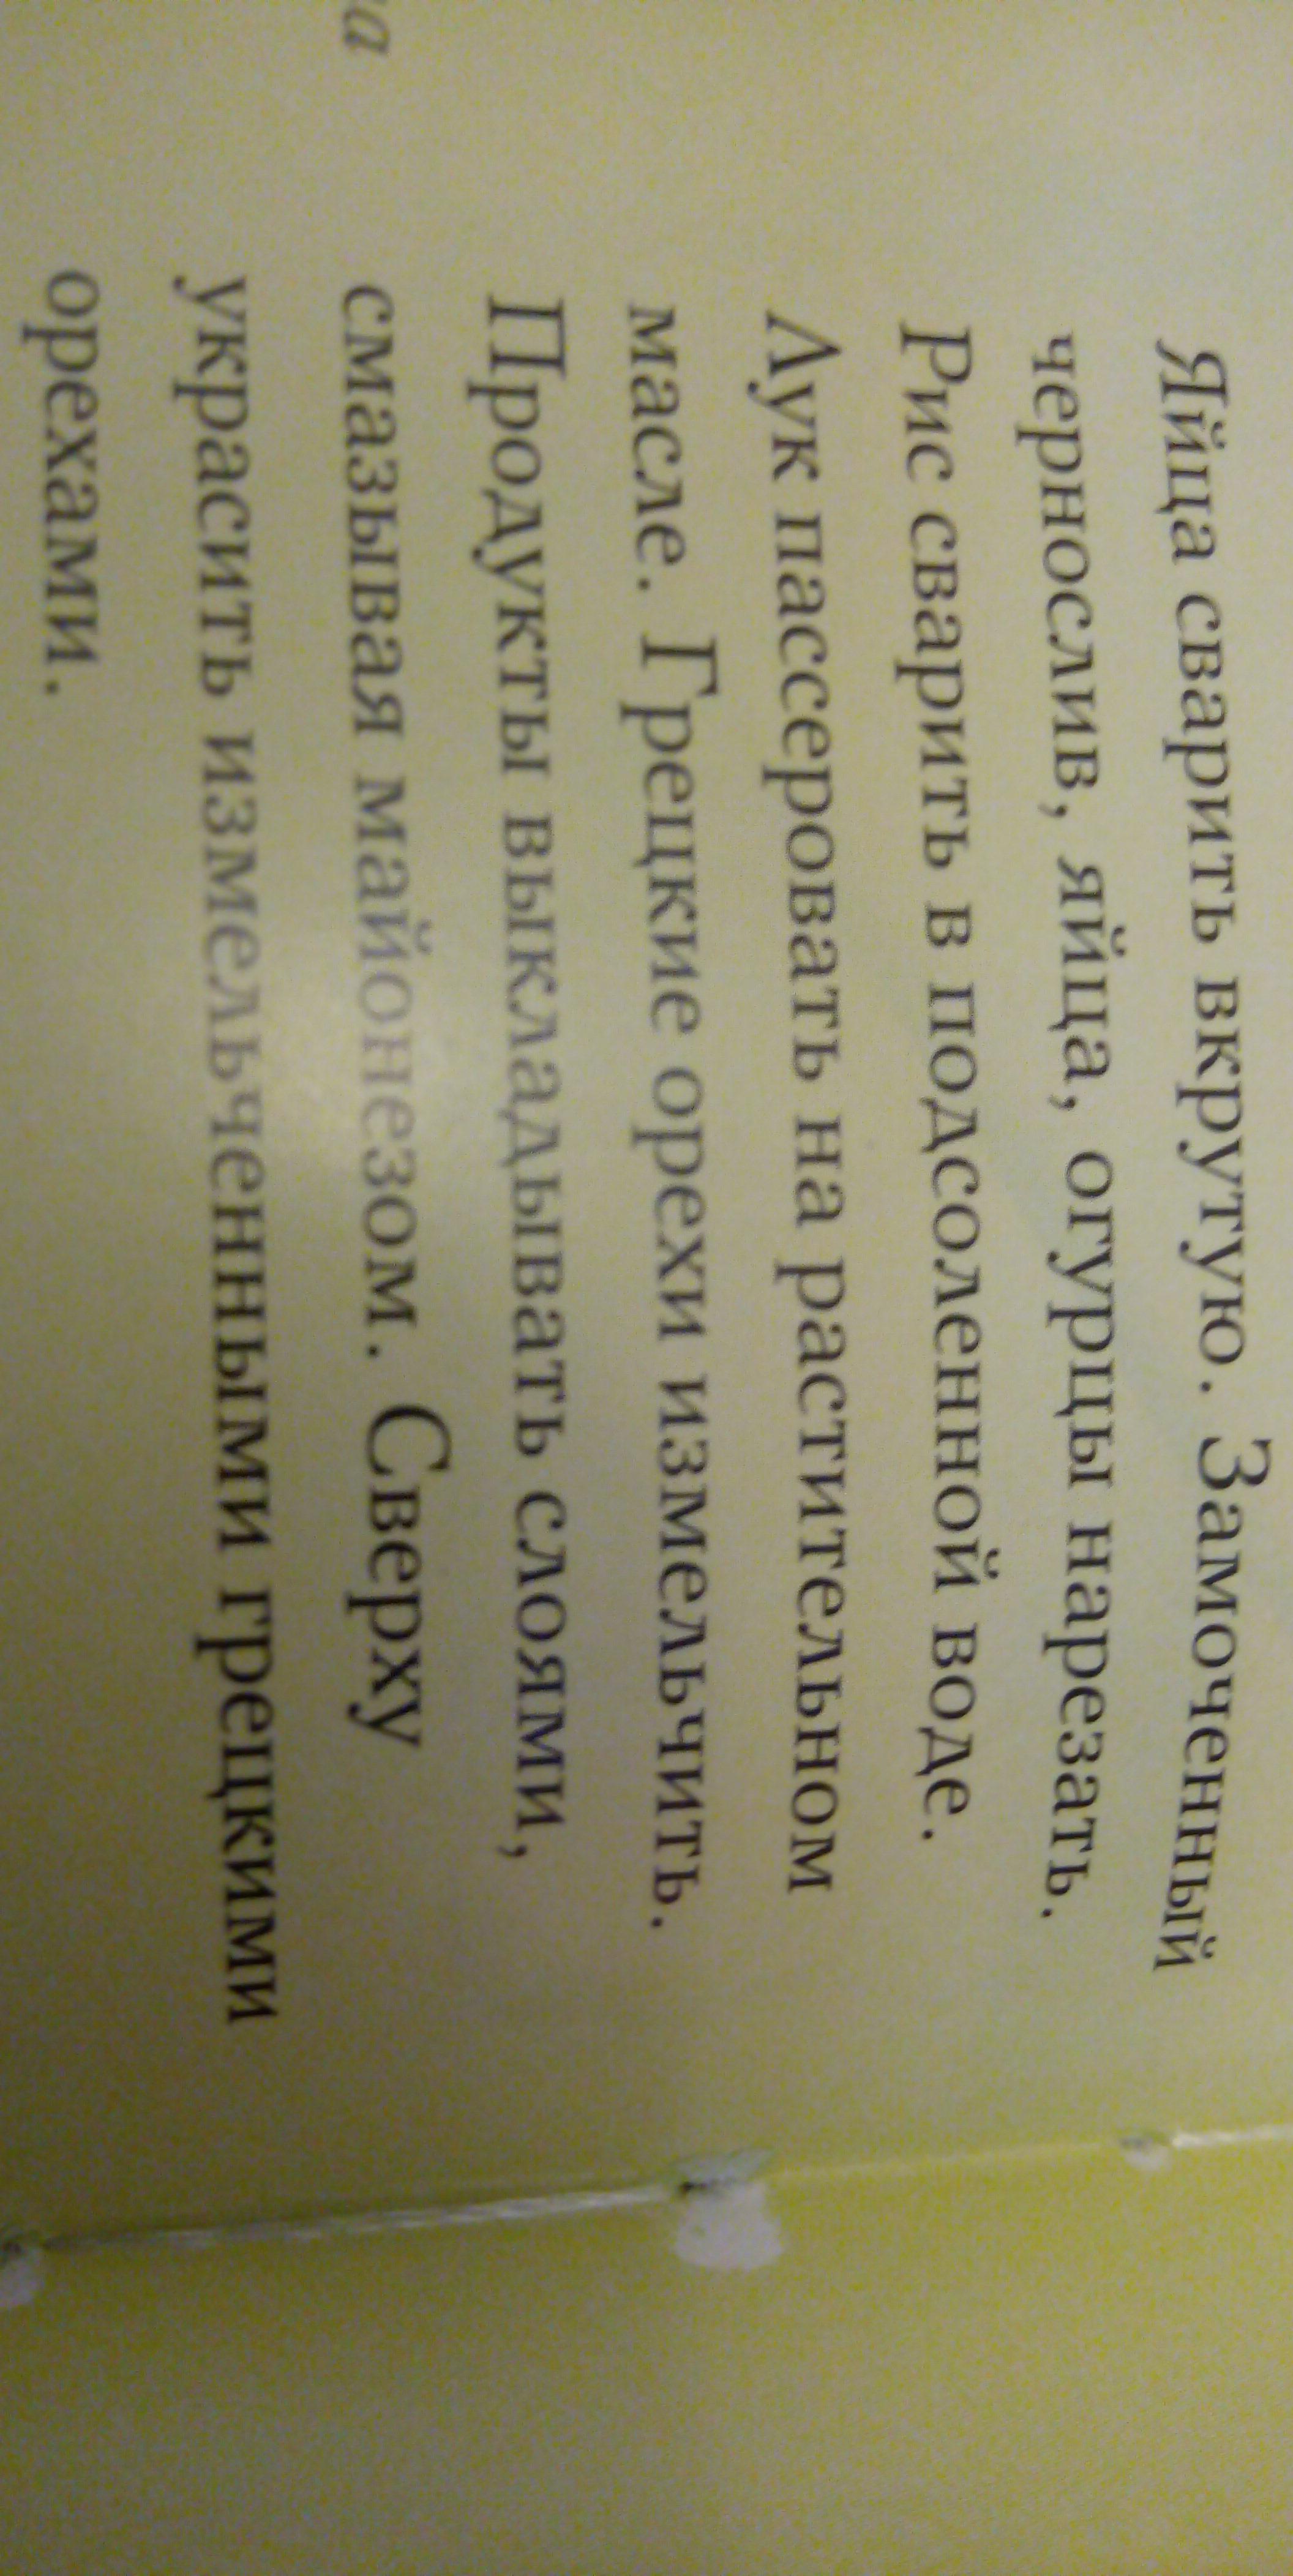 Яйца сварить вкрутую. Замоченный
чернослив, яйца, огурцы нарезать.
Рис сварить в подсоленной воде.
Лук пассеровать на растительном
масле. Грецкие орехи измельчить.
Продукты выкладывать слоями,
смазывая майонезом. Сверху
украсить измельченными грецкими
орехами.